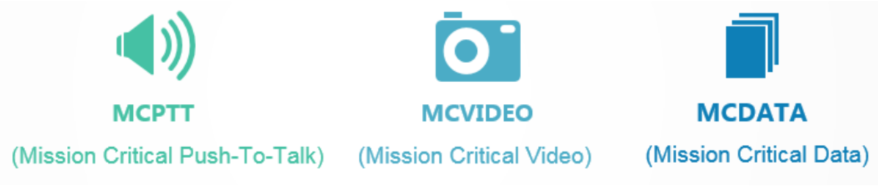 MCPTT
(Mission Critical Push-To-Talk)
MCVIDEO
(Mission Critical Video)
MCDATA
(Mission Critical Data)